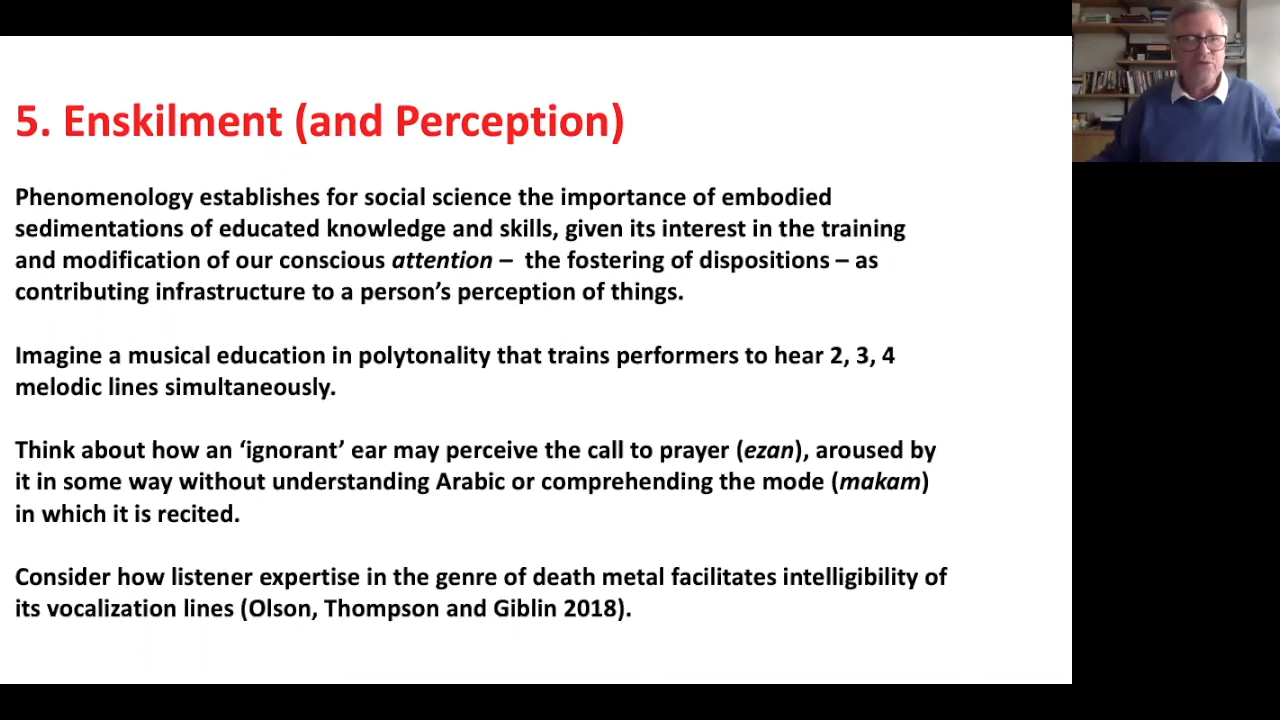 5. Enskilment (and Perception)
Phenomenology establishes for social science the importance of embodied
sedimentations of educated knowledge and skills, given its interest in the training
and modification of our conscious attention – the fostering of dispositions – as
contributing infrastructure to a person’s perception of things.
Imagine a musical education in polytonality that trains performers to hear 2, 3, 4
melodic lines simultaneously.
Think about how an ‘ignorant’ ear may perceive the call to prayer (ezan), aroused by
it in some way without understanding Arabic or comprehending the mode (makam)
in which it is recited.
Consider how listener expertise in the genre of death metal facilitates intelligibility of
its vocalization lines (Olson, Thompson and Giblin 2018).